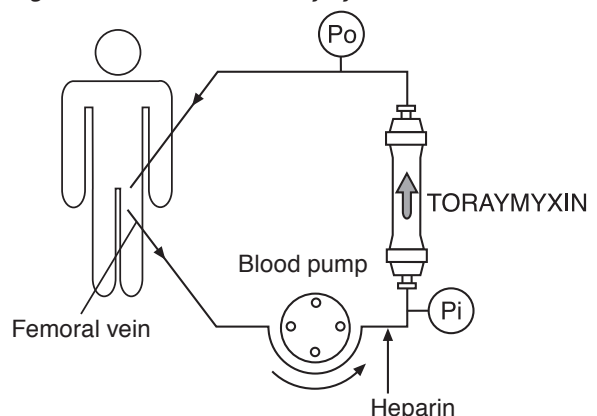 Po
TORAYMYXIN
Blood pump
Femoral vein
Pi
Heparin